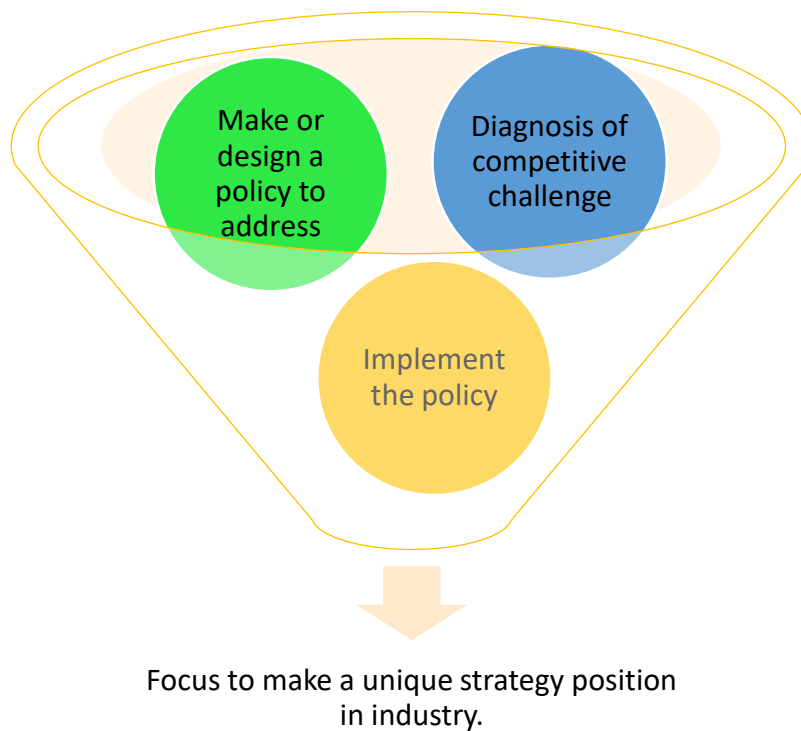 Make or
design a
policy to
address
Diagnosis of
competitive
challenge
Implement
the policy
Focus to make a unique strategy position
in industry.